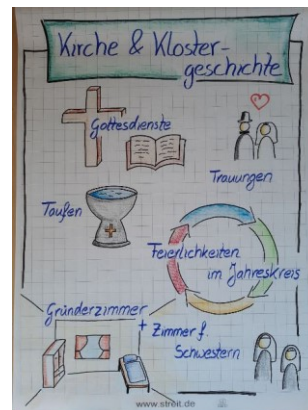 Kirche & Kloster-
geschichte
Gottesdienste
Trauungen
Taufen
Feierlichkeiten
im Jahreskreis
Gründerzimmer
+ Zimmer f.
Schwestern
www.streit.de